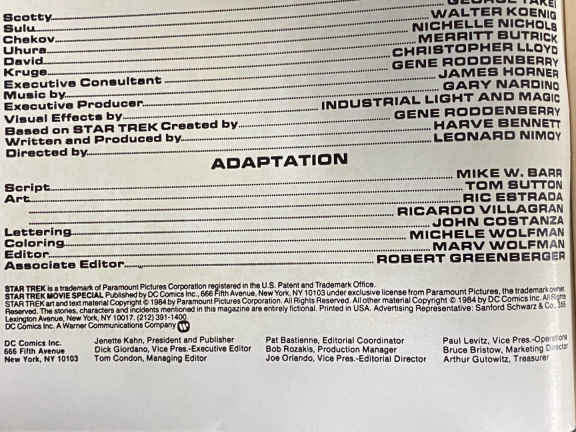 Scotty
Sulu GEORGE TAKEI
Chekov WALTER KOENIG
Uhura NICHELLE NICHOLS
David MERRITT BUTRICK
Kruge CHRISTOPHER LLOYD
Executive Consultant GENE RODDENBERRY
Music by JAMES HORNER
Executive Producer GARY NARDINO
Visual Effects by INDUSTRIAL LIGHT AND MAGIC
Based on STAR TREK Created by GENE RODDENBERRY
Written and Produced by HARVE BENNETT
Directed by LEONARD NIMOY
ADAPTATION
Script MIKE W. BARR
Art TOM SUTTON
RIC ESTRADA
RICARDO VILLAGRAN
Lettering JOHN COSTANZA
Coloring MICHELE WOLFMAN
Editor MARV WOLFMAN
Associate Editor ROBERT GREENBERGER
STAR TREK is a trademark of Paramount Pictures Corporation registered in the U.S. Patent and Trademark Office.
STAR TREK MOVIE SPECIAL Published by DC Comics Inc., 666 Fifth Avenue, New York, NY 10103 under exclusive license from Paramount Pictures, the trademark owner.
STAR TREK art and text material Copyright © 1984 by Paramount Pictures Corporation. All Rights Reserved. All other material Copyright © 1984 by DC Comics Inc. All Rights
Reserved. The stories, characters and incidents mentioned in this magazine are entirely fictional. Printed in USA. Advertising Representative: Sanford Schwarz & Co.,
Lexington Avenue, New York, NY 10017. (212) 391-1400.
DC Comics Inc. A Warner Communications Company
DC Comics Inc.
666 Fifth Avenue
New York, NY 10103
Jenette Kahn, President and Publisher
Dick Giordano, Vice Pres.-Executive Editor
Tom Condon, Managing Editor
Pat Bastienne, Editorial Coordinator
Bob Rozakis, Production Manager
Joe Orlando, Vice Pres.-Editorial Director
Paul Levitz, Vice Pres.-Operations
Bruce Bristow, Marketing Director
Arthur Gutowitz, Treasurer